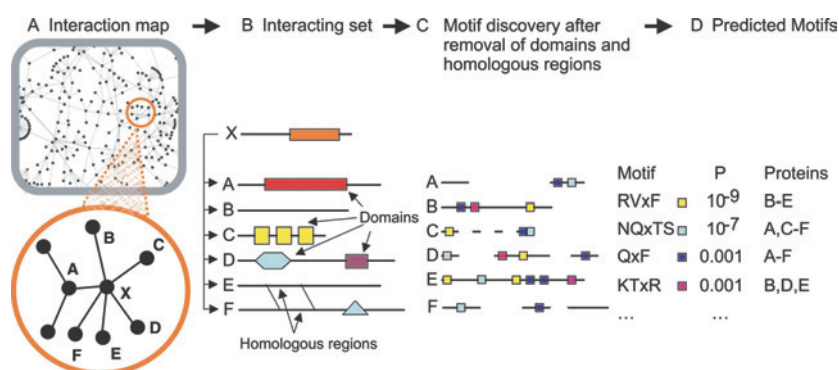 A Interaction map
B Interacting set
C Motif discovery after
removal of domains and
homologous regions
D Predicted Motifs
B
C
A
X
D
F
E
X
A
B
C
D
E
F
Domains
Homologous regions
A
B
C
D
E
F
Motif P Proteins
RVxF 10-9 B-E
NQxTS 10-7 A,C-F
QxF 0.001 A-F
KTxR 0.001 B,D,E
... ...